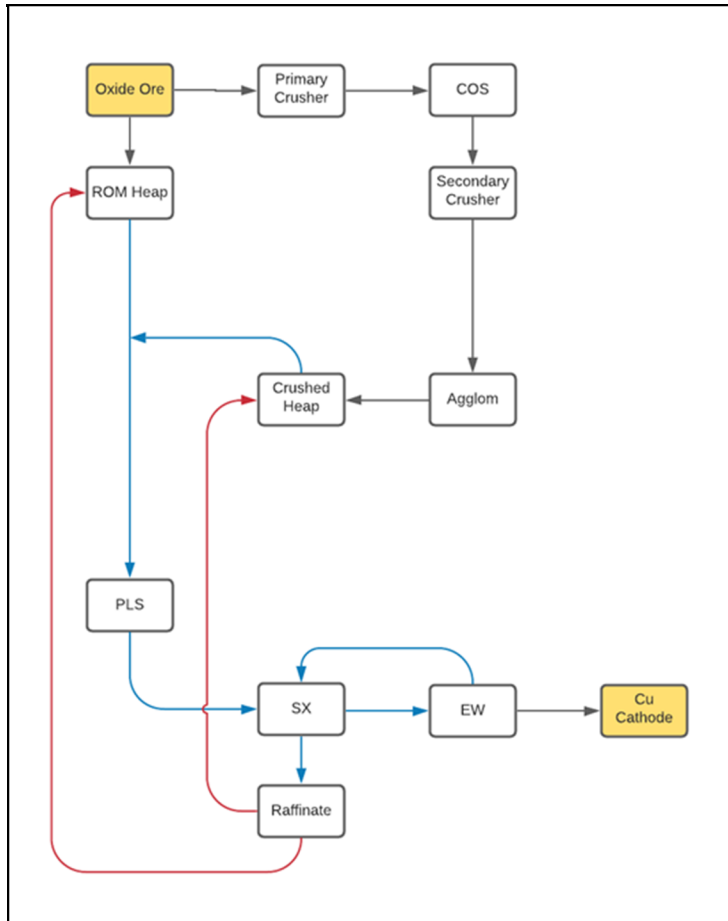 Oxide Ore
Primary
Crusher
COS
ROM Heap
Secondary
Crusher
Crushed
Heap
Agglom
PLS
SX
EW
Cu
Cathode
Raffinate